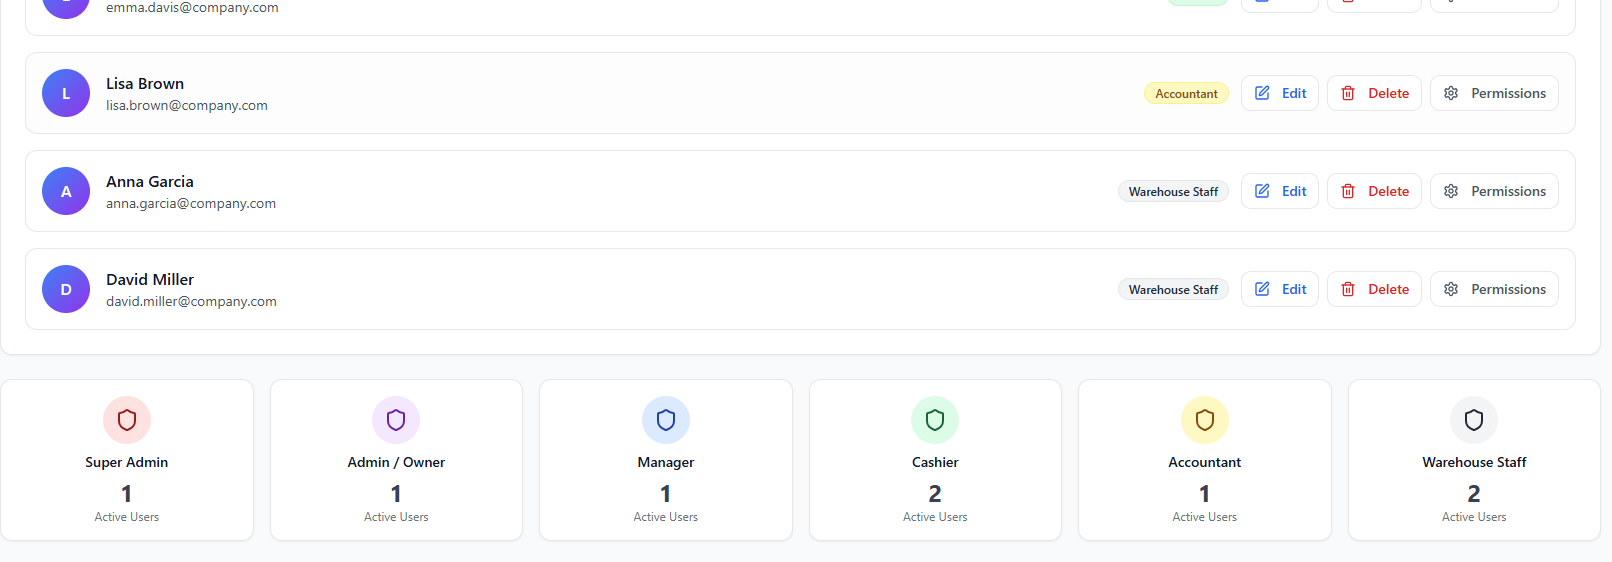 emma.davis@company.com
L
Lisa Brown
lisa.brown@company.com
Accountant
Edit
Delete
Permissions
A
Anna Garcia
anna.garcia@company.com
Warehouse Staff
Edit
Delete
Permissions
D
David Miller
david.miller@company.com
Warehouse Staff
Edit
Delete
Permissions
Super Admin
1
Active Users
Admin / Owner
1
Active Users
Manager
1
Active Users
Cashier
2
Active Users
Accountant
1
Active Users
Warehouse Staff
2
Active Users